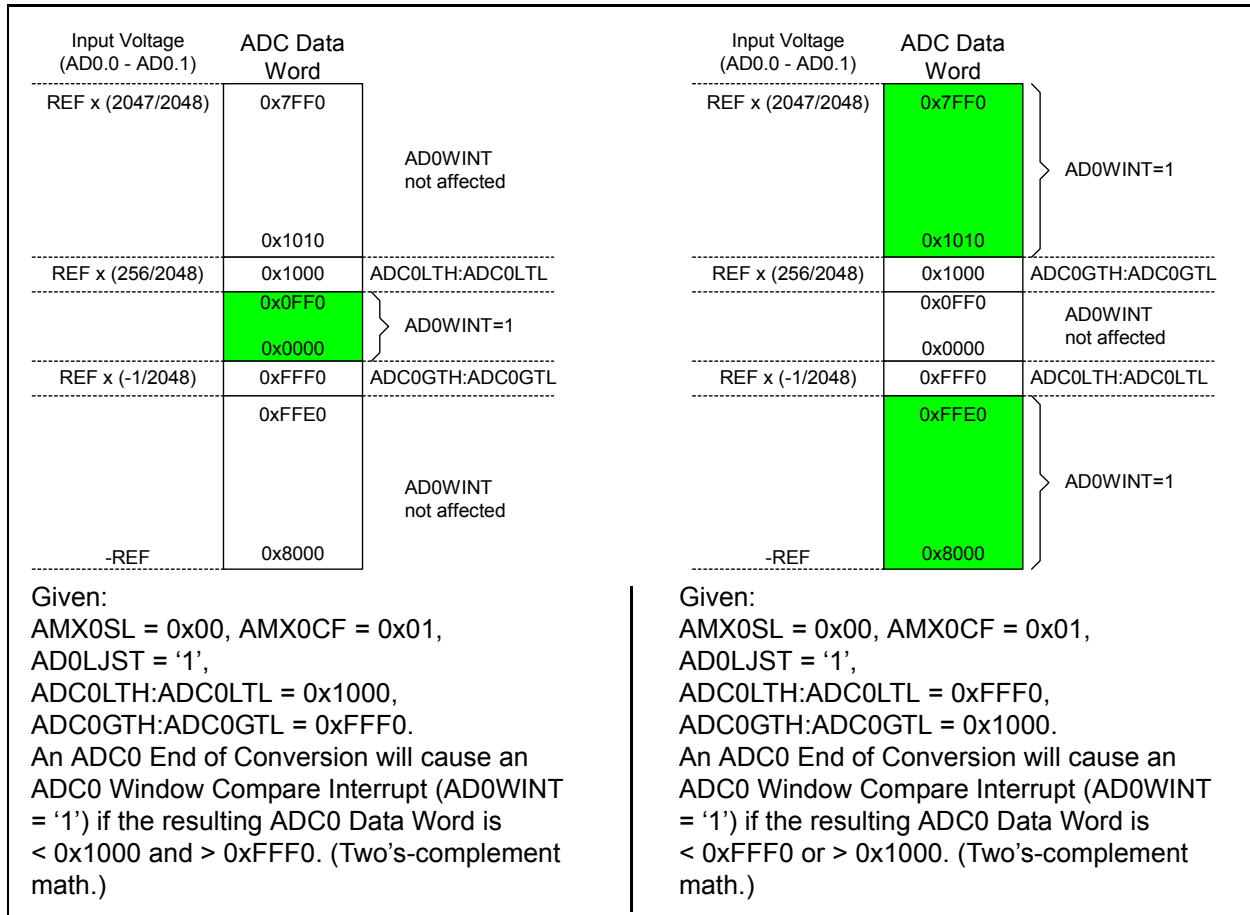 Input Voltage
(AD0.0 - AD0.1)
ADC Data
Word
REF x (2047/2048)
0x7FF0
AD0WINT
not affected
0x1010
REF x (256/2048)
0x1000
ADC0LTH:ADC0LTL
0x0FF0
AD0WINT=1
0x0000
REF x (-1/2048)
0xFFF0
ADC0GTH:ADC0GTL
0xFFE0
AD0WINT
not affected
-REF
0x8000
Given:
AMX0SL = 0x00, AMX0CF = 0x01,
AD0LJST = ‘1’,
ADC0LTH:ADC0LTL = 0x1000,
ADC0GTH:ADC0GTL = 0xFFF0.
An ADC0 End of Conversion will cause an
ADC0 Window Compare Interrupt (AD0WINT
= ‘1’) if the resulting ADC0 Data Word is
< 0x1000 and > 0xFFF0. (Two’s-complement
math.)
Input Voltage
(AD0.0 - AD0.1)
ADC Data
Word
REF x (2047/2048)
0x7FF0
AD0WINT=1
0x1010
REF x (256/2048)
0x1000
ADC0GTH:ADC0GTL
0x0FF0
AD0WINT
not affected
0x0000
REF x (-1/2048)
0xFFF0
ADC0LTH:ADC0LTL
0xFFE0
AD0WINT=1
-REF
0x8000
Given:
AMX0SL = 0x00, AMX0CF = 0x01,
AD0LJST = ‘1’,
ADC0LTH:ADC0LTL = 0xFFF0,
ADC0GTH:ADC0GTL = 0x1000.
An ADC0 End of Conversion will cause an
ADC0 Window Compare Interrupt (AD0WINT
= ‘1’) if the resulting ADC0 Data Word is
< 0xFFF0 or > 0x1000. (Two’s-complement
math.)